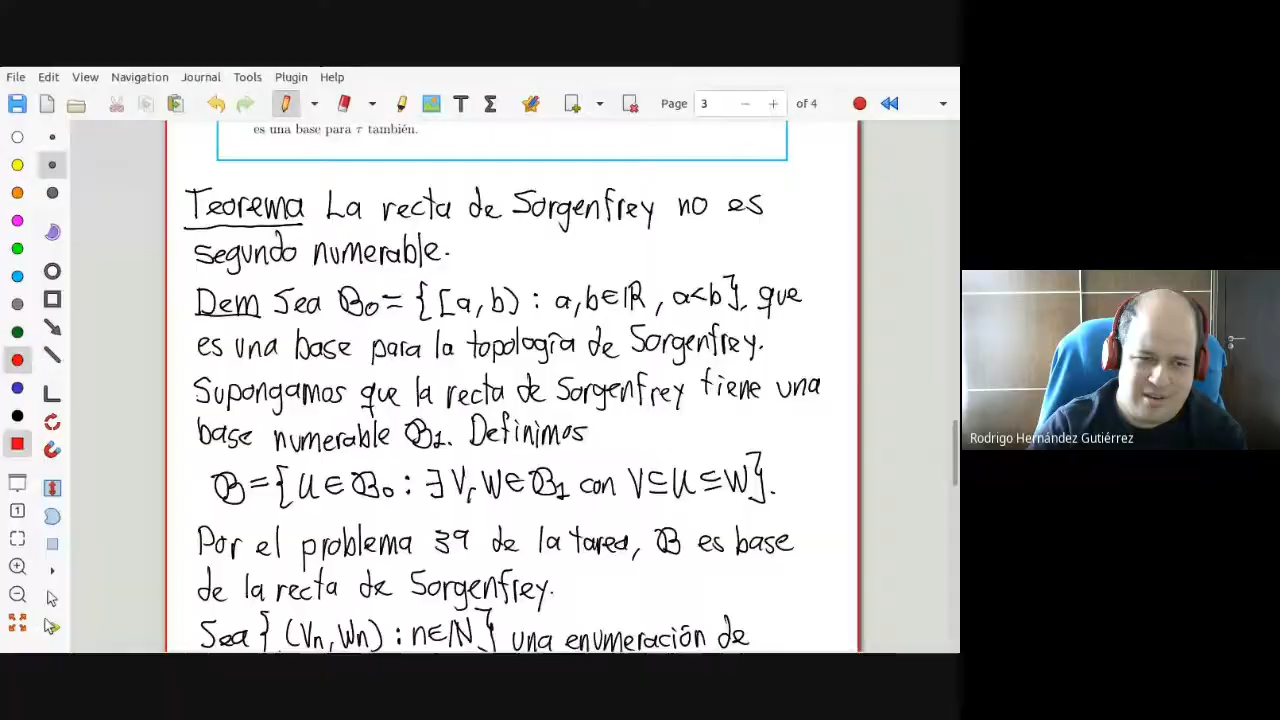 File Edit View Navigation Journal Tools Plugin Help
Page 3 of 4
es una base para τ también.
Teorema La recta de Sorgenfrey no es
segundo numerable.
Dem Sea B₀ = {[a,b) : a,b∈ℝ, a<b}, que
es una base para la topología de Sorgenfrey.
Supongamos que la recta de Sorgenfrey tiene una
base numerable B₁. Definimos
B = {U ∈ B₀ : ∃ V, W ∈ B₁ con V ⊆ U ⊆ W}.
Por el problema 39 de la tarea, B es base
de la recta de Sorgenfrey.
Sea {(Vn, Wn) : n∈ℕ} una enumeración de
Rodrigo Hernández Gutiérrez